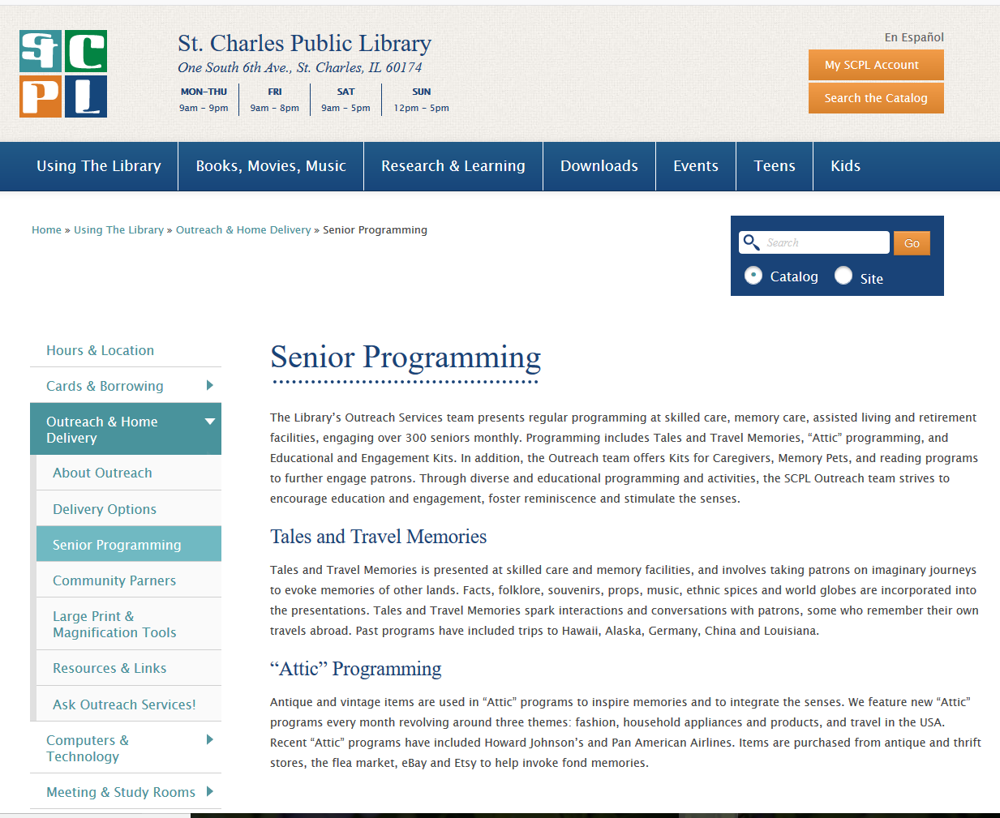 SCPL
St. Charles Public Library
One South 6th Ave., St. Charles, IL 60174
MON-THU FRI SAT SUN
9am - 9pm 9am - 8pm 9am - 5pm 12pm - 5pm
En Español
My SCPL Account
Search the Catalog
Using The Library Books, Movies, Music Research & Learning Downloads Events Teens Kids
Home » Using The Library » Outreach & Home Delivery » Senior Programming
Search Go
Catalog Site
Hours & Location
Cards & Borrowing
Outreach & Home
Delivery
About Outreach
Delivery Options
Senior Programming
Community Parners
Large Print &
Magnification Tools
Resources & Links
Ask Outreach Services!
Computers &
Technology
Meeting & Study Rooms
Senior Programming
The Library’s Outreach Services team presents regular programming at skilled care, memory care, assisted living and retirement
facilities, engaging over 300 seniors monthly. Programming includes Tales and Travel Memories, “Attic” programming, and
Educational and Engagement Kits. In addition, the Outreach team offers Kits for Caregivers, Memory Pets, and reading programs
to further engage patrons. Through diverse and educational programming and activities, the SCPL Outreach team strives to
encourage education and engagement, foster reminiscence and stimulate the senses.
Tales and Travel Memories
Tales and Travel Memories is presented at skilled care and memory facilities, and involves taking patrons on imaginary journeys
to evoke memories of other lands. Facts, folklore, souvenirs, props, music, ethnic spices and world globes are incorporated into
the presentations. Tales and Travel Memories spark interactions and conversations with patrons, some who remember their own
travels abroad. Past programs have included trips to Hawaii, Alaska, Germany, China and Louisiana.
“Attic” Programming
Antique and vintage items are used in “Attic” programs to inspire memories and to integrate the senses. We feature new “Attic”
programs every month revolving around three themes: fashion, household appliances and products, and travel in the USA.
Recent “Attic” programs have included Howard Johnson’s and Pan American Airlines. Items are purchased from antique and thrift
stores, the flea market, eBay and Etsy to help invoke fond memories.